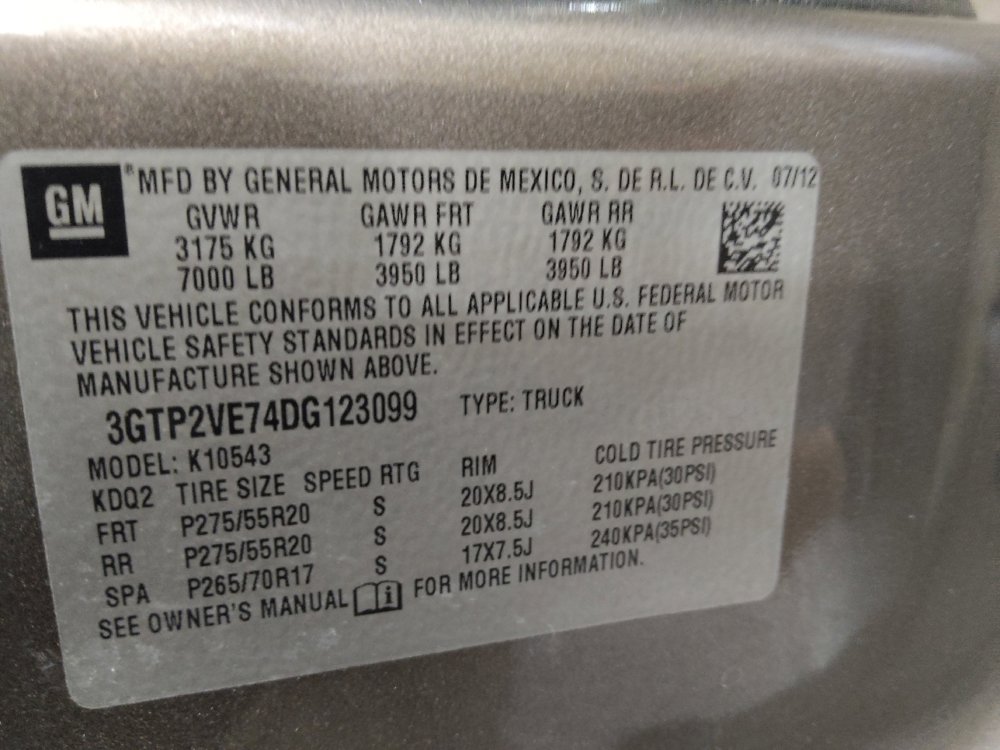 GM ® MFD BY GENERAL MOTORS DE MEXICO, S. DE R.L. DE C.V. 07/12
GVWR GAWR FRT GAWR RR
3175 KG 1792 KG 1792 KG
7000 LB 3950 LB 3950 LB
THIS VEHICLE CONFORMS TO ALL APPLICABLE U.S. FEDERAL MOTOR
VEHICLE SAFETY STANDARDS IN EFFECT ON THE DATE OF
MANUFACTURE SHOWN ABOVE.
3GTP2VE74DG123099 TYPE: TRUCK
MODEL: K10543
KDQ2 TIRE SIZE SPEED RTG RIM COLD TIRE PRESSURE
FRT P275/55R20 S 20X8.5J 210KPA(30PSI)
RR P275/55R20 S 20X8.5J 210KPA(30PSI)
SPA P265/70R17 S 17X7.5J 240KPA(35PSI)
SEE OWNER'S MANUAL i FOR MORE INFORMATION.